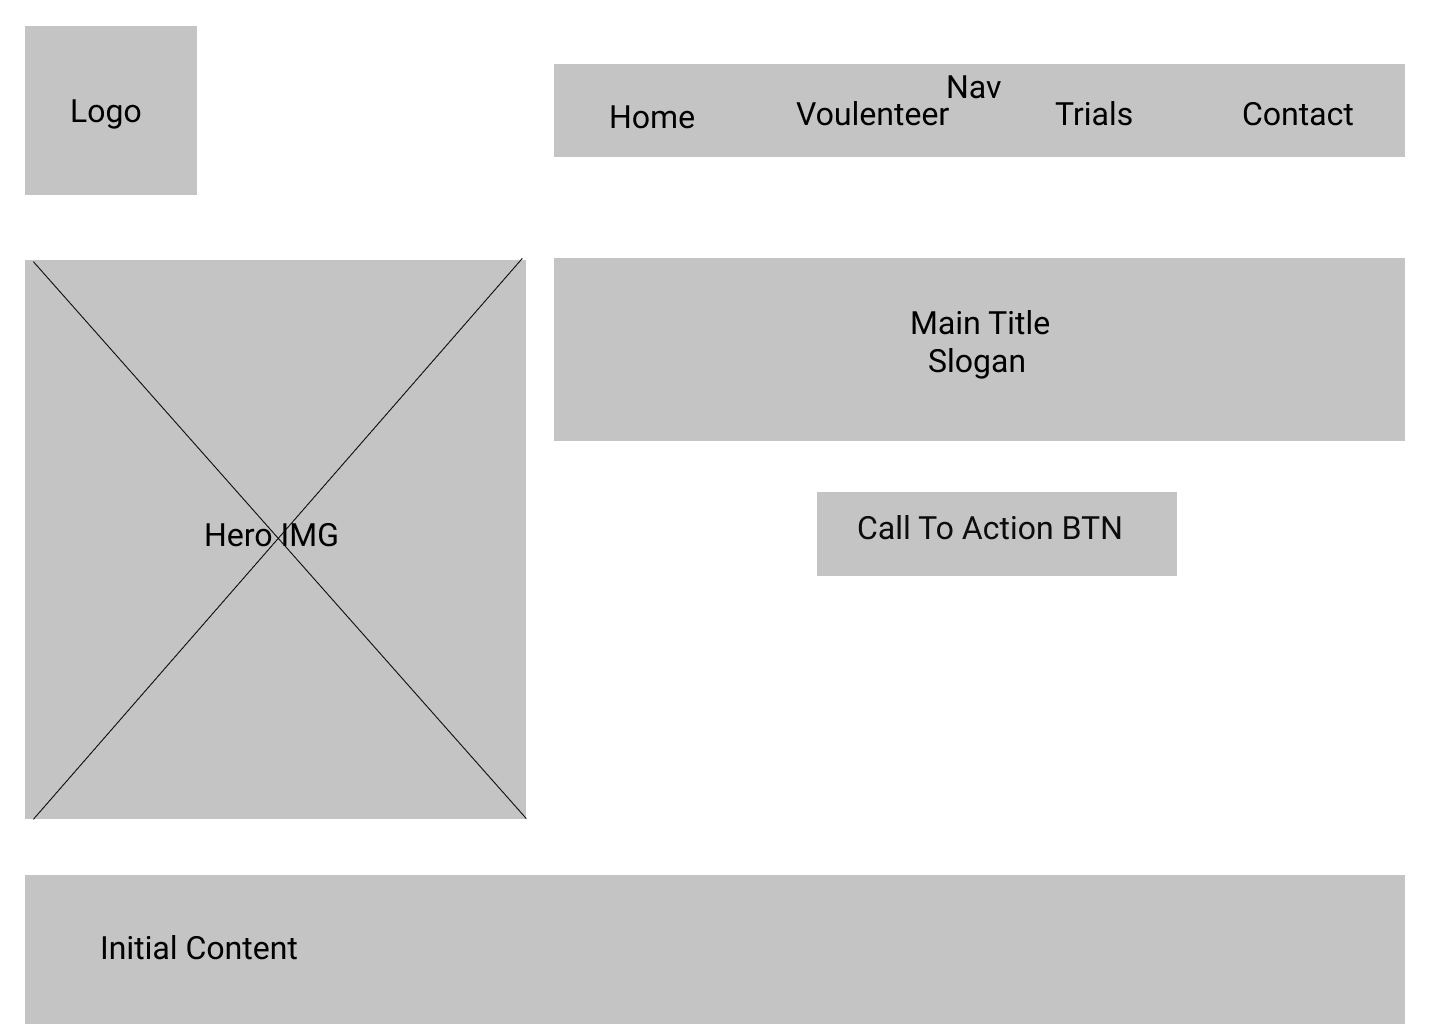 Logo
Nav
Home
Voulenteer
Trials
Contact
Main Title
Slogan
Hero IMG
Call To Action BTN
Initial Content